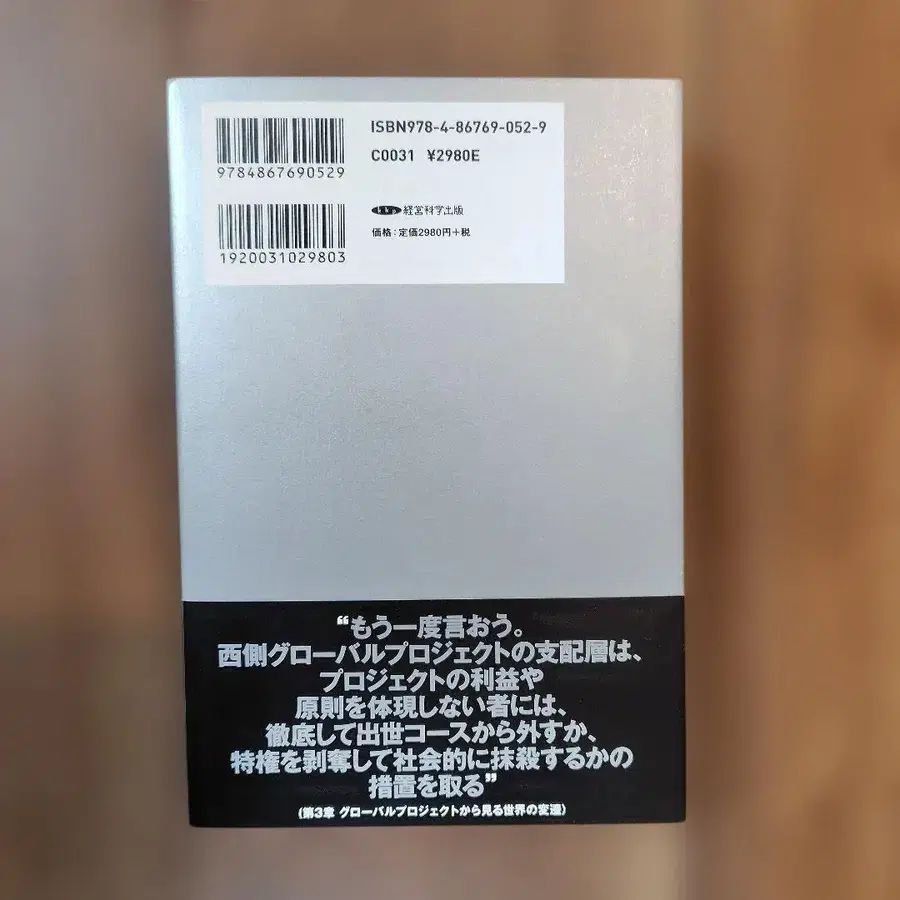 ISBN978-4-86769-052-9
C0031 ¥2980E
9784867690529
経営科学出版
価格：定価2980円＋税
1920031029803
“もう一度言おう。
西側グローバルプロジェクトの支配層は、
プロジェクトの利益や
原則を体現しない者には、
徹底して出世コースから外すか、
特権を剥奪して社会的に抹殺するかの
措置を取る”
（第3章 グローバルプロジェクトから見る世界の変遷）